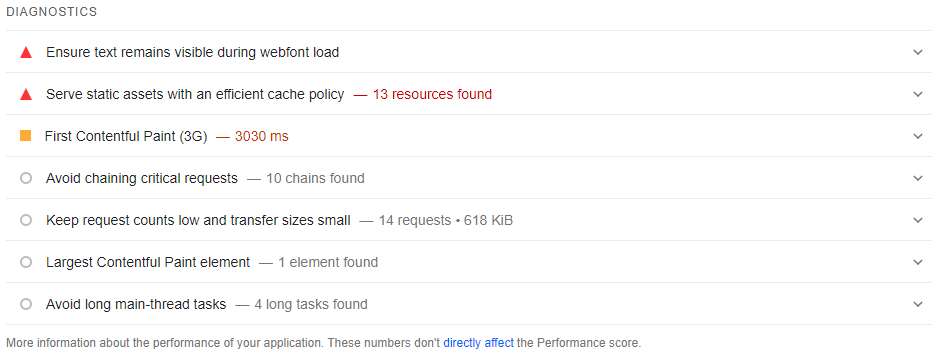 DIAGNOSTICS
Ensure text remains visible during webfont load
Serve static assets with an efficient cache policy — 13 resources found
First Contentful Paint (3G) — 3030 ms
Avoid chaining critical requests — 10 chains found
Keep request counts low and transfer sizes small — 14 requests • 618 KiB
Largest Contentful Paint element — 1 element found
Avoid long main-thread tasks — 4 long tasks found
More information about the performance of your application. These numbers don't directly affect the Performance score.